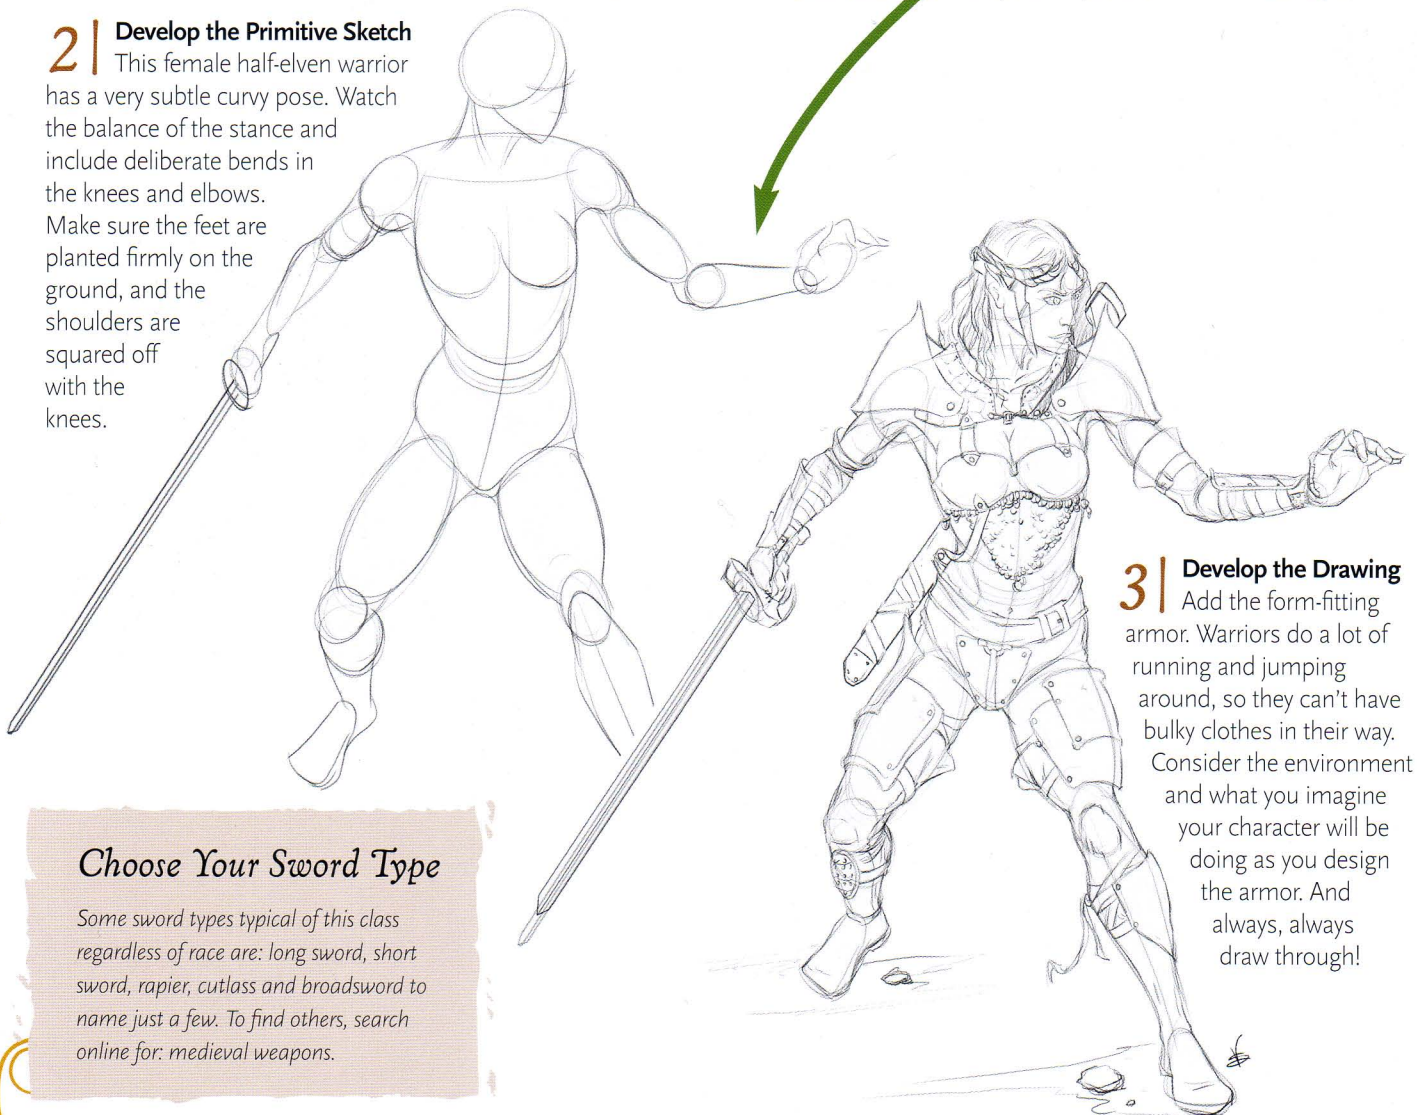 2| Develop the Primitive Sketch
This female half-elven warrior
has a very subtle curvy pose. Watch
the balance of the stance and
include deliberate bends in
the knees and elbows.
Make sure the feet are
planted firmly on the
ground, and the
shoulders are
squared off
with the
knees.
3| Develop the Drawing
Add the form-fitting
armor. Warriors do a lot of
running and jumping
around, so they can't have
bulky clothes in their way.
Consider the environment
and what you imagine
your character will be
doing as you design
the armor. And
always, always
draw through!
Choose Your Sword Type
Some sword types typical of this class
regardless of race are: long sword, short
sword, rapier, cutlass and broadsword to
name just a few. To find others, search
online for: medieval weapons.